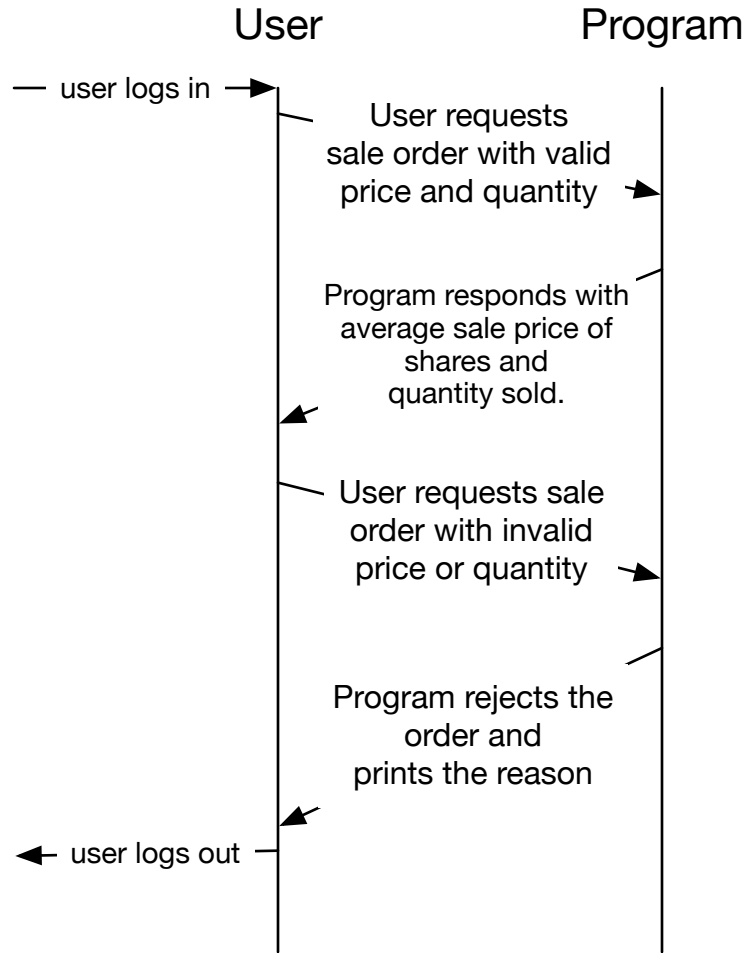 User
Program
user logs in
User requests
sale order with valid
price and quantity
Program responds with
average sale price of
shares and
quantity sold.
User requests sale
order with invalid
price or quantity
Program rejects the
order and
prints the reason
user logs out